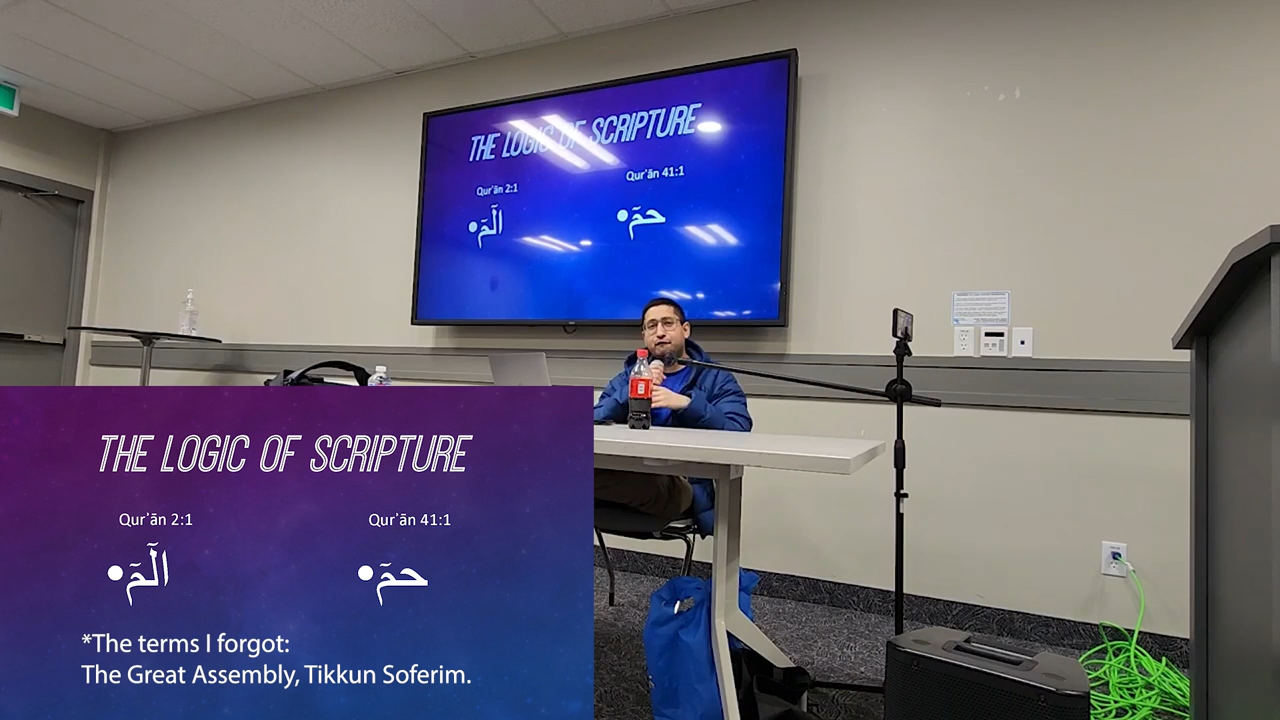 THE LOGIC OF SCRIPTURE
Qur'ān 2:1
Qur'ān 41:1
الٓمٓ
حمٓ
THE LOGIC OF SCRIPTURE
Qur'ān 2:1
Qur'ān 41:1
الٓمٓ
حمٓ
*The terms I forgot:
The Great Assembly, Tikkun Soferim.